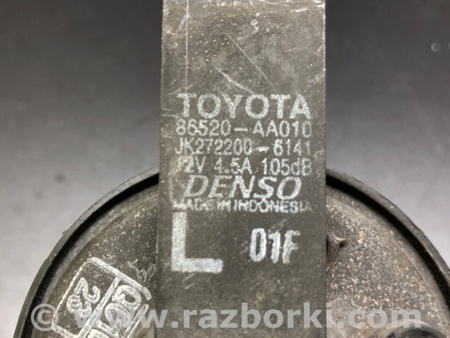 TOYOTA
86520-AA010
JK272200-6141
12V 4.5A 105dB
DENSO
MADE IN INDONESIA
L 01F
www.razborki.com